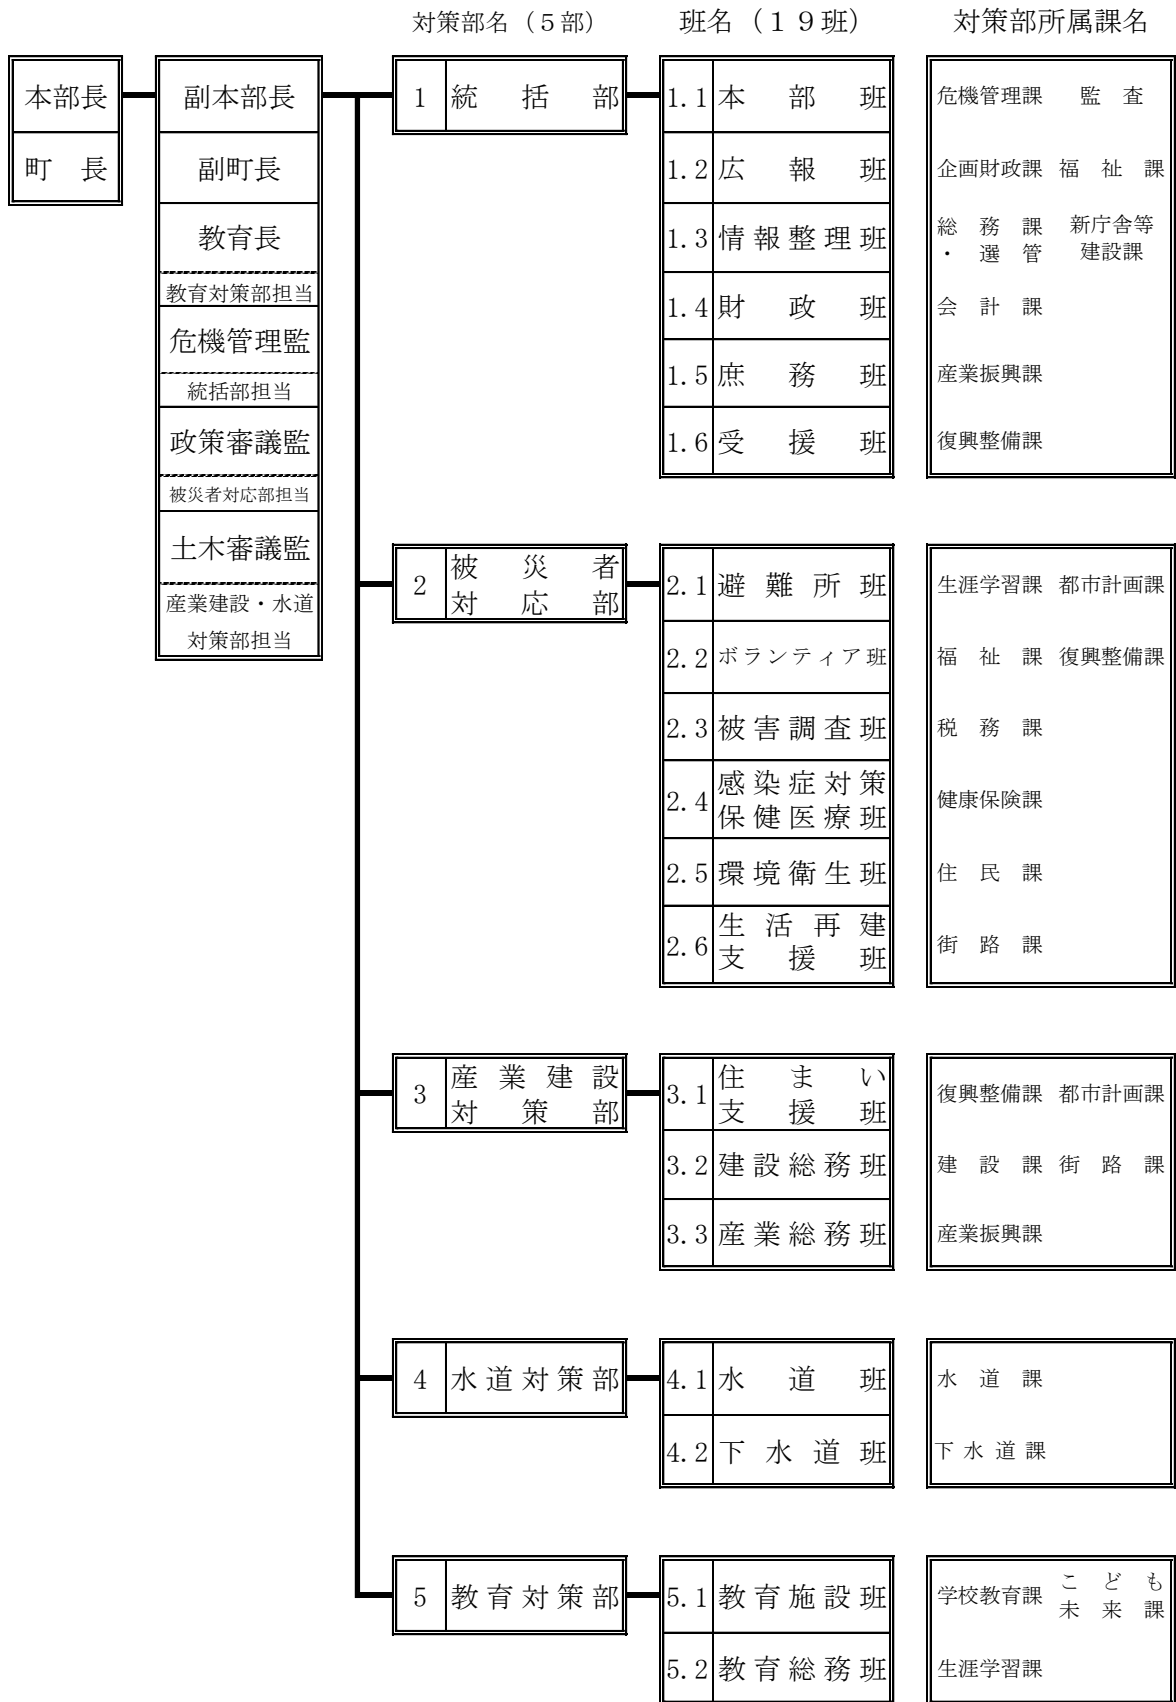 対策部名（５部） 班名（１９班） 対策部所属課名
本部長 副本部長 1 統括部 1.1 本部班 危機管理課 監査
町長 副町長 1.2 広報班 企画財政課 福祉課
教育長 1.3 情報整理班 総務課・選管 新庁舎等建設課
教育対策部担当
危機管理監 1.4 財政班 会計課
統括部担当 1.5 庶務班 産業振興課
政策審議監 1.6 受援班 復興整備課
被災者対応部担当
土木審議監
産業建設・水道
対策部担当
2 被災者対応部 2.1 避難所班 生涯学習課 都市計画課
2.2 ボランティア班 福祉課 復興整備課
2.3 被害調査班 税務課
2.4 感染症対策保健医療班 健康保険課
2.5 環境衛生班 住民課
2.6 生活再建支援班 街路課
3 産業建設対策部 3.1 住まい支援班 復興整備課 都市計画課
3.2 建設総務班 建設課 街路課
3.3 産業総務班 産業振興課
4 水道対策部 4.1 水道班 水道課
4.2 下水道班 下水道課
5 教育対策部 5.1 教育施設班 学校教育課 こども未来課
5.2 教育総務班 生涯学習課